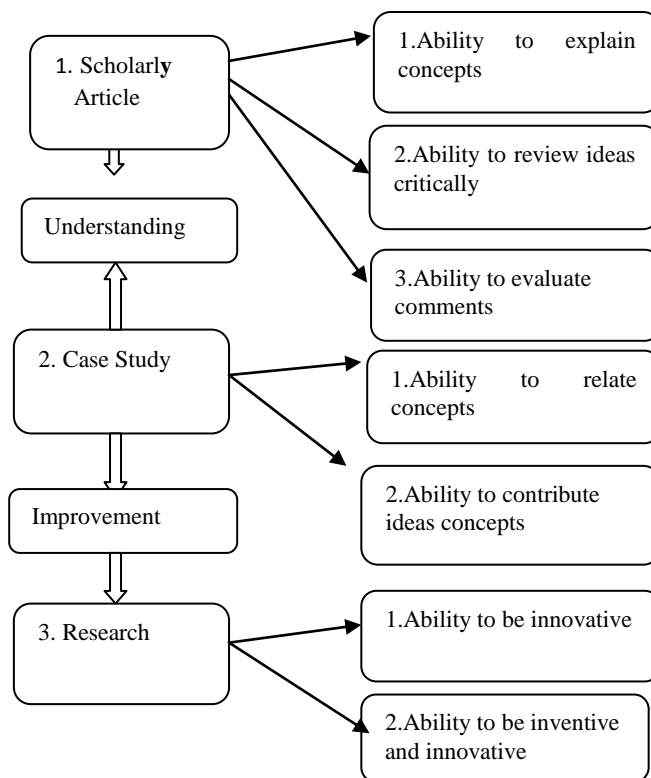 1. Scholarly
Article
1.Ability to explain
concepts
2.Ability to review ideas
critically
Understanding
3.Ability to evaluate
comments
2. Case Study
1.Ability to relate
concepts
2.Ability to contribute
ideas concepts
Improvement
3. Research
1.Ability to be innovative
2.Ability to be inventive
and innovative